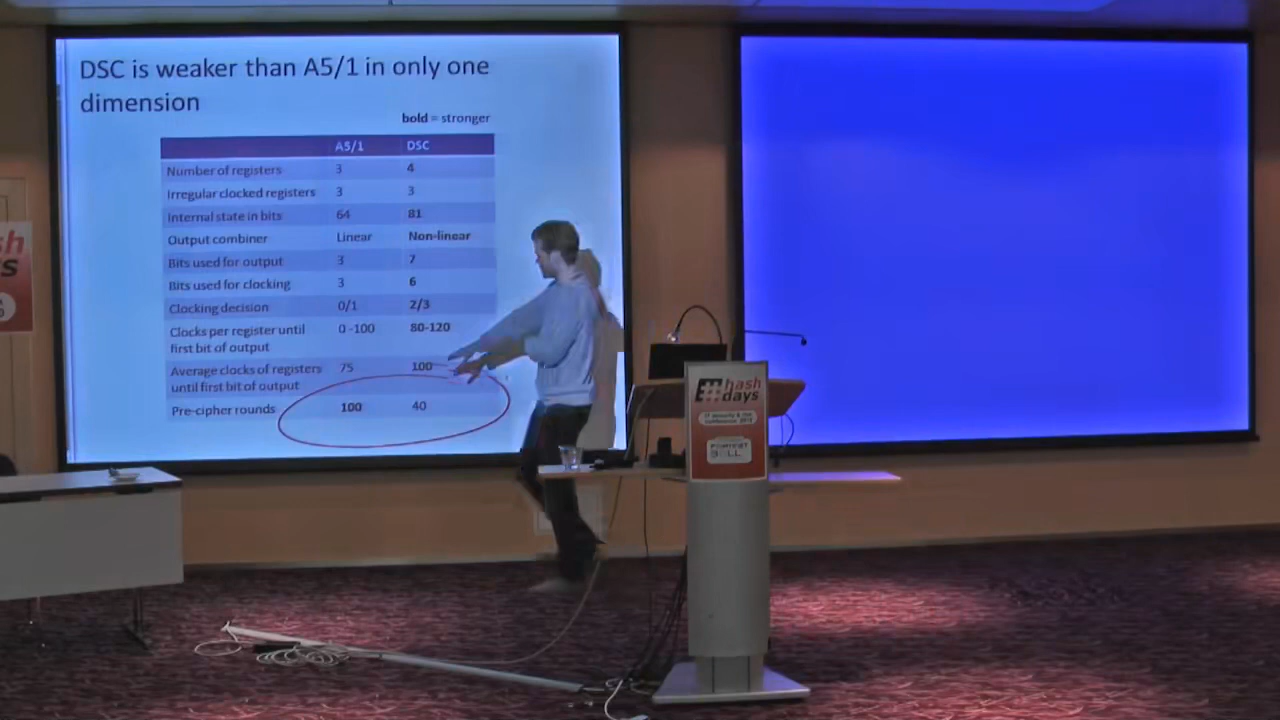 DSC is weaker than A5/1 in only one
dimension
bold = stronger
A5/1 DSC
Number of registers 3 4
Irregular clocked registers 3 3
Internal state in bits 64 81
Output combiner Linear Non-linear
Bits used for output 3 7
Bits used for clocking 3 6
Clocking decision 0/1 2/3
Clocks per register until 0 -100 80-120
first bit of output
Average clocks of registers 75 100
until first bit of output
Pre-cipher rounds 100 40
#hash
days